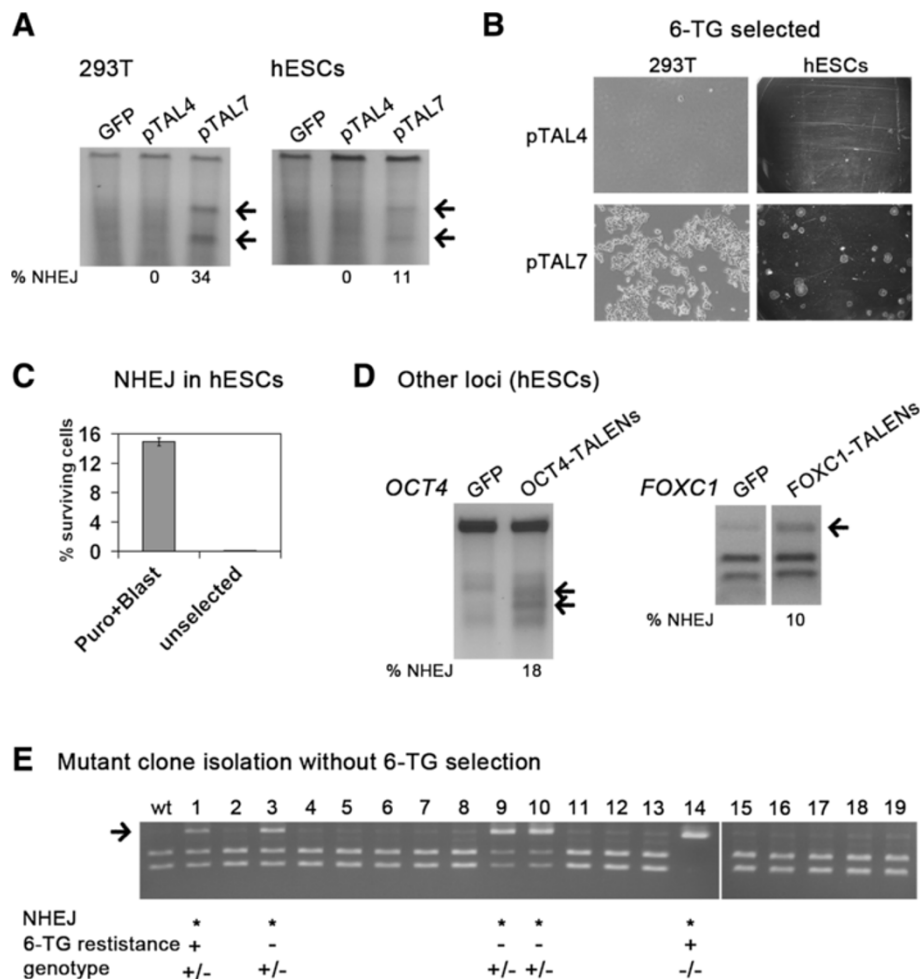 A
293T
hESCs
GFP pTAL4 pTAL7 GFP pTAL4 pTAL7
% NHEJ 0 34 0 11
B
6-TG selected
293T hESCs
pTAL4
pTAL7
C NHEJ in hESCs
% surviving cells
16
12
8
4
0
Puro+Blast unselected
D Other loci (hESCs)
OCT4 GFP OCT4-TALENs
% NHEJ 18
FOXC1 GFP FOXC1-TALENs
% NHEJ 10
E Mutant clone isolation without 6-TG selection
wt 1 2 3 4 5 6 7 8 9 10 11 12 13 14 15 16 17 18 19
NHEJ * * * * *
6-TG restistance + - - - +
genotype +/- +/- +/- +/- -/-